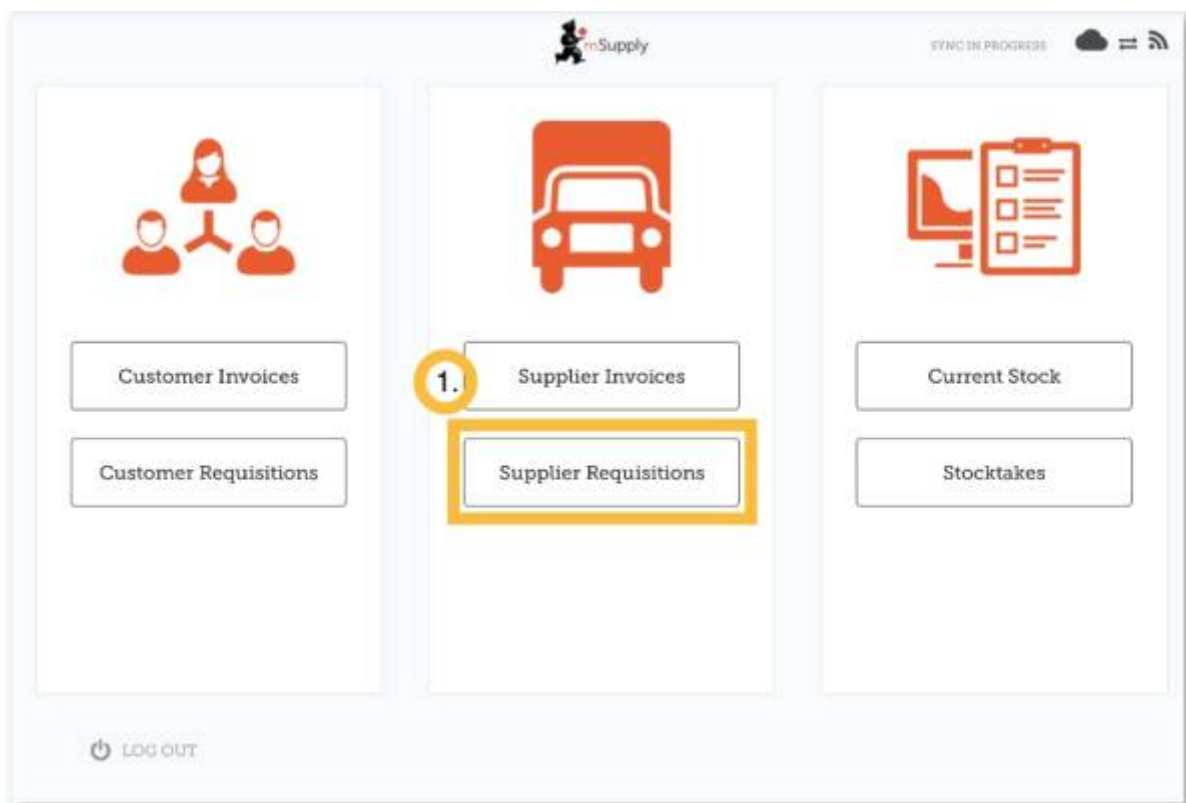 mSupply
SYNC IN PROGRESS
Customer Invoices
1.
Supplier Invoices
Current Stock
Customer Requisitions
Supplier Requisitions
Stocktakes
LOG OUT